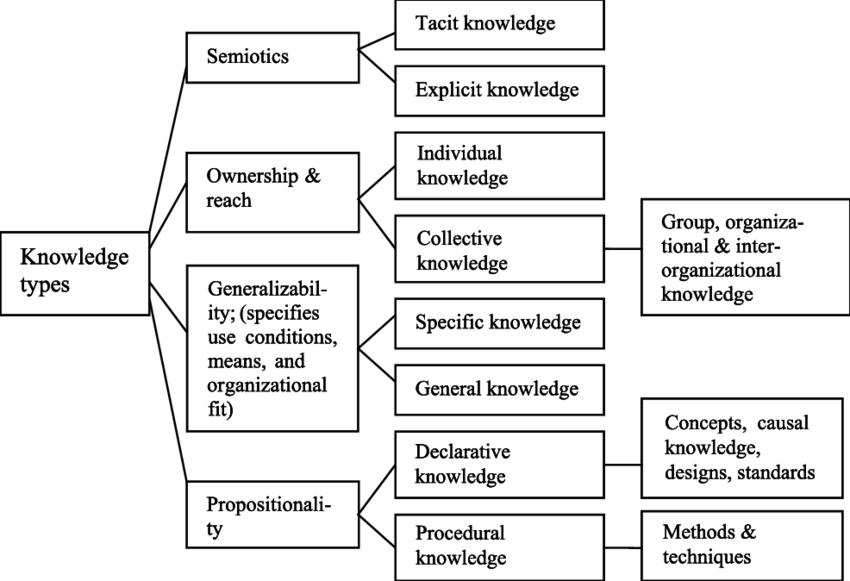 Knowledge
types
Semiotics
Tacit knowledge
Explicit knowledge
Ownership &
reach
Individual
knowledge
Collective
knowledge
Group, organiza-
tional & inter-
organizational
knowledge
Generalizabil-
ity; (specifies
use conditions,
means, and
organizational
fit)
Specific knowledge
General knowledge
Propositionali-
ty
Declarative
knowledge
Concepts, causal
knowledge,
designs, standards
Procedural
knowledge
Methods &
techniques